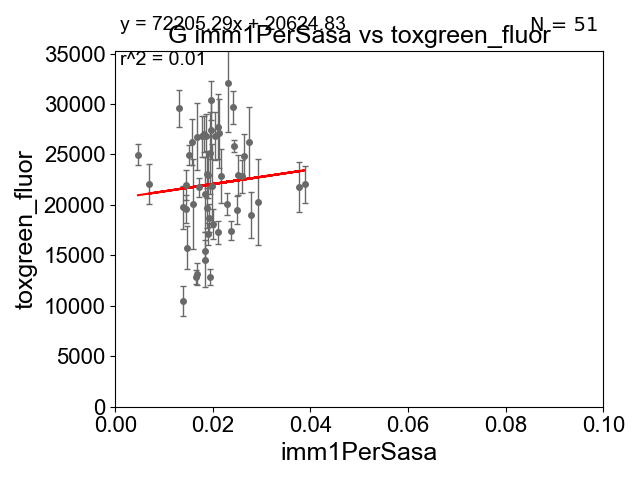 y = 72205.29x + 20624.83
N = 51
G imm1PerSasa vs toxgreen_fluor
r^2 = 0.01
35000
30000
25000
20000
15000
10000
5000
0
toxgreen_fluor
0.00 0.02 0.04 0.06 0.08 0.10
imm1PerSasa